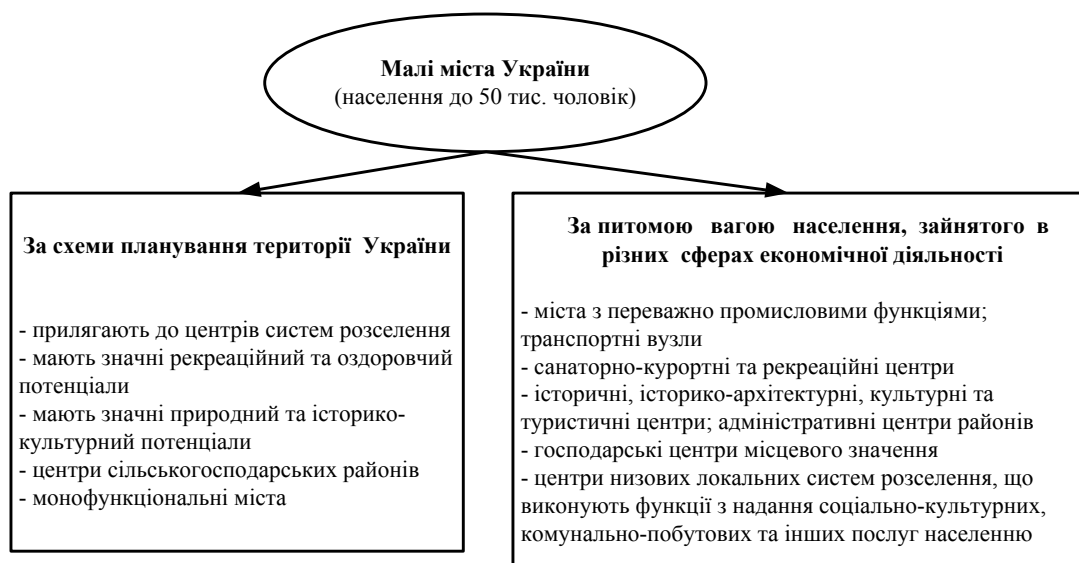 Малі міста України
(населення до 50 тис. чоловік)
За схеми планування території України
- прилягають до центрів систем розселення
- мають значні рекреаційний та оздоровчий
потенціали
- мають значні природний та історико-
культурний потенціали
- центри сільськогосподарських районів
- монофункціональні міста
За питомою вагою населення, зайнятого в
різних сферах економічної діяльності
- міста з переважно промисловими функціями;
транспортні вузли
- санаторно-курортні та рекреаційні центри
- історичні, історико-архітектурні, культурні та
туристичні центри; адміністративні центри районів
- господарські центри місцевого значення
- центри низових локальних систем розселення, що
виконують функції з надання соціально-культурних,
комунально-побутових та інших послуг населенню